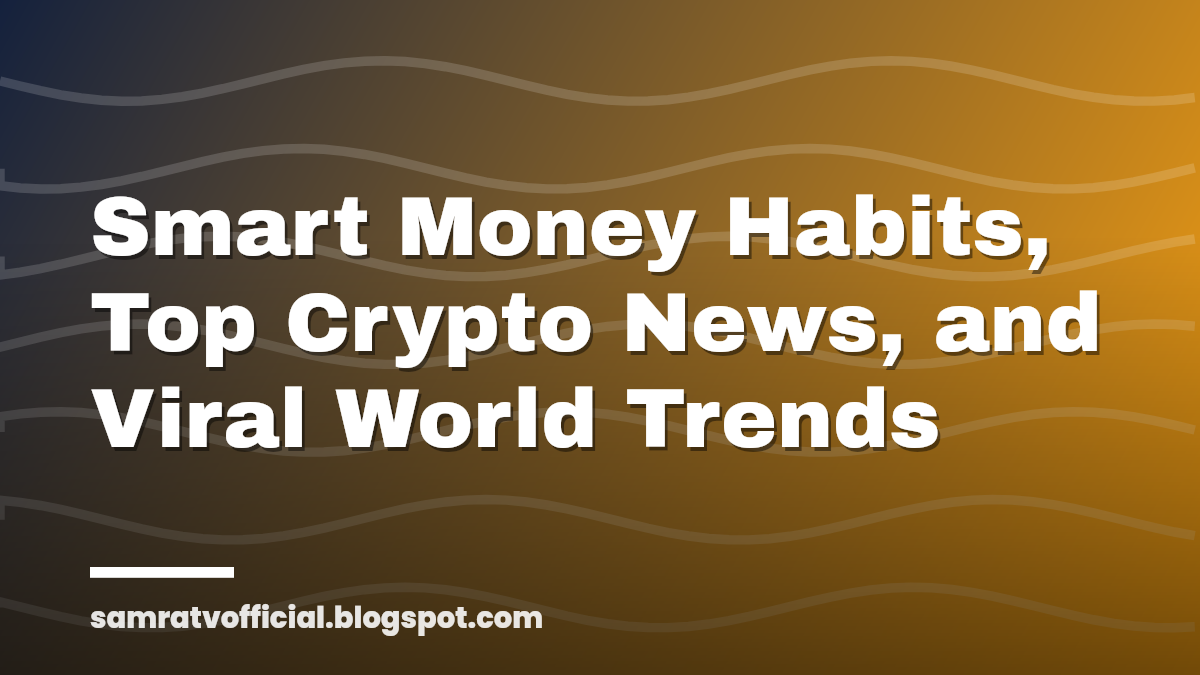 Smart Money Habits,
Top Crypto News, and
Viral World Trends
samratvofficial.blogspot.com